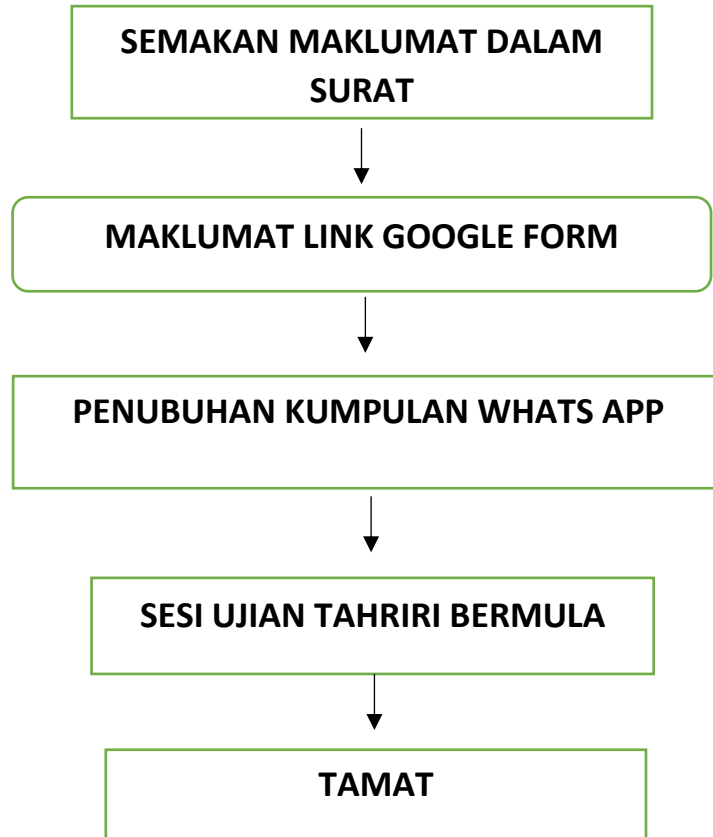 SEMAKAN MAKLUMAT DALAM
SURAT
MAKLUMAT LINK GOOGLE FORM
PENUBUHAN KUMPULAN WHATS APP
SESI UJIAN TAHRIRI BERMULA
TAMAT